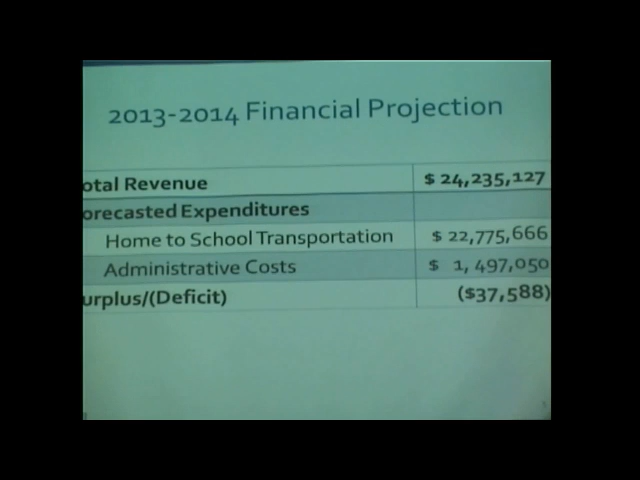 2013-2014 Financial Projection
otal Revenue $ 24,235,127
orecasted Expenditures
Home to School Transportation $ 22,775,666
Administrative Costs $ 1, 497,050
urplus/(Deficit) ($37,588)